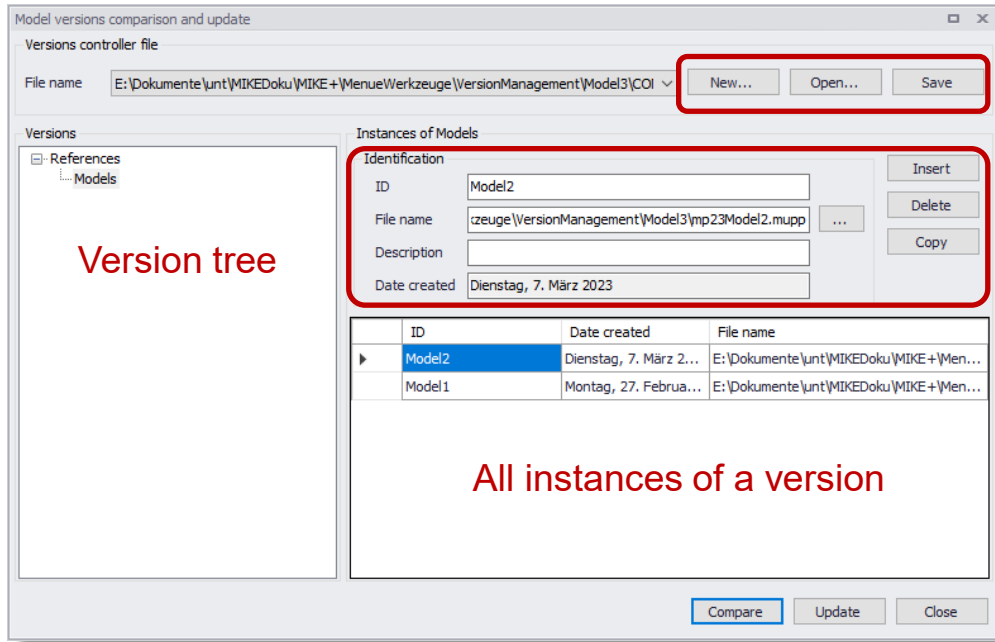 Model versions comparison and update
Versions controller file
File name E:\Dokumente\unt\MIKEDoku\MIKE+\MenueWerkzeuge\VersionManagement\Model3\COI New... Open... Save
Versions
References
Models
Version tree
Instances of Models
Identification
ID Model2
File name :zeuge\VersionManagement\Model3\mp23Model2.mupp ...
Description
Date created Dienstag, 7. März 2023
Insert
Delete
Copy
ID Date created File name
Model2 Dienstag, 7. März 2... E:\Dokumente\unt\MIKEDoku\MIKE+\Men...
Model1 Montag, 27. Februa... E:\Dokumente\unt\MIKEDoku\MIKE+\Men...
All instances of a version
Compare Update Close